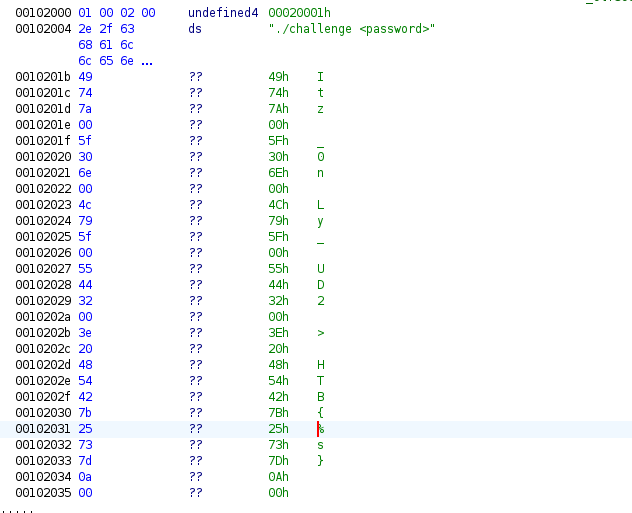 00102000 01 00 02 00 undefined4 00020001h
00102004 2e 2f 63 ds "./challenge <password>"
68 61 6c
6c 65 6e ...
0010201b 49 ?? 49h I
0010201c 74 ?? 74h t
0010201d 7a ?? 7Ah z
0010201e 00 ?? 00h
0010201f 5f ?? 5Fh _
00102020 30 ?? 30h 0
00102021 6e ?? 6Eh n
00102022 00 ?? 00h
00102023 4c ?? 4Ch L
00102024 79 ?? 79h y
00102025 5f ?? 5Fh _
00102026 00 ?? 00h
00102027 55 ?? 55h U
00102028 44 ?? 44h D
00102029 32 ?? 32h 2
0010202a 00 ?? 00h
0010202b 3e ?? 3Eh >
0010202c 20 ?? 20h
0010202d 48 ?? 48h H
0010202e 54 ?? 54h T
0010202f 42 ?? 42h B
00102030 7b ?? 7Bh {
00102031 25 ?? 25h %
00102032 73 ?? 73h s
00102033 7d ?? 7Dh }
00102034 0a ?? 0Ah
00102035 00 ?? 00h